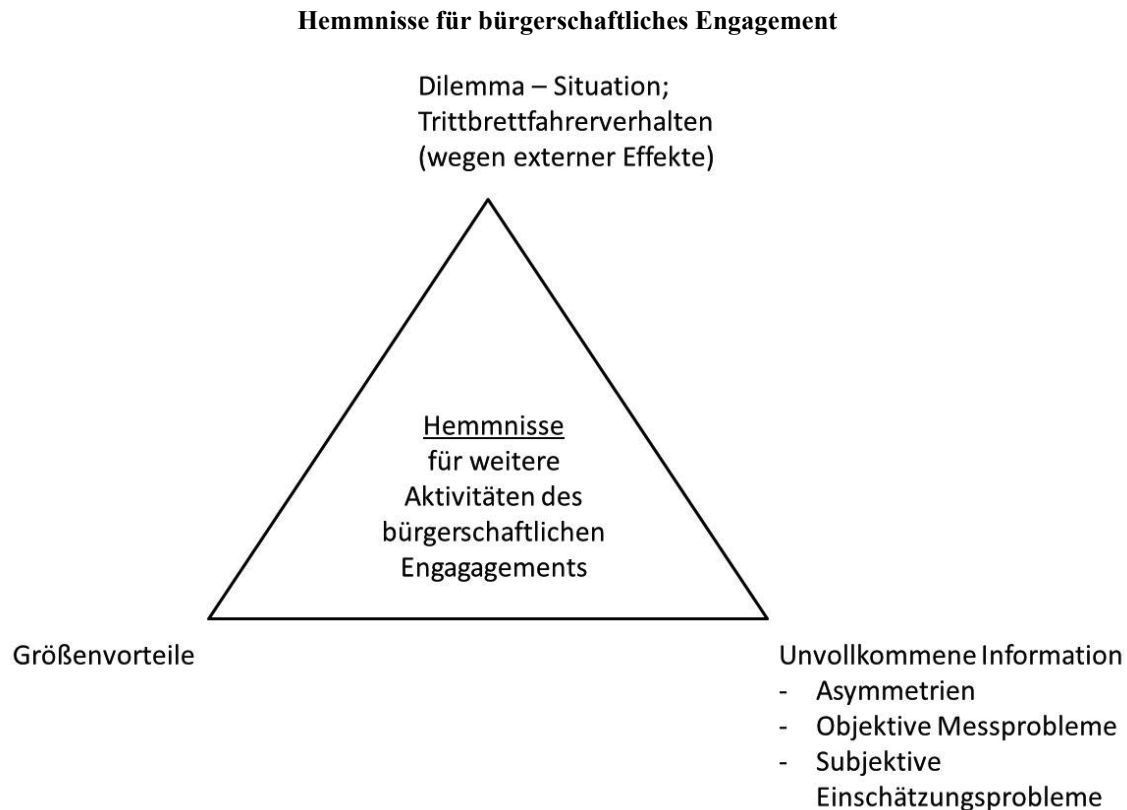 Hemmnisse für bürgerschaftliches Engagement
Dilemma – Situation;
Trittbrettfahrerverhalten
(wegen externer Effekte)
Hemmnisse
für weitere
Aktivitäten des
bürgerschaftlichen
Engagagements
Größenvorteile
Unvollkommene Information
- Asymmetrien
- Objektive Messprobleme
- Subjektive
Einschätzungsprobleme